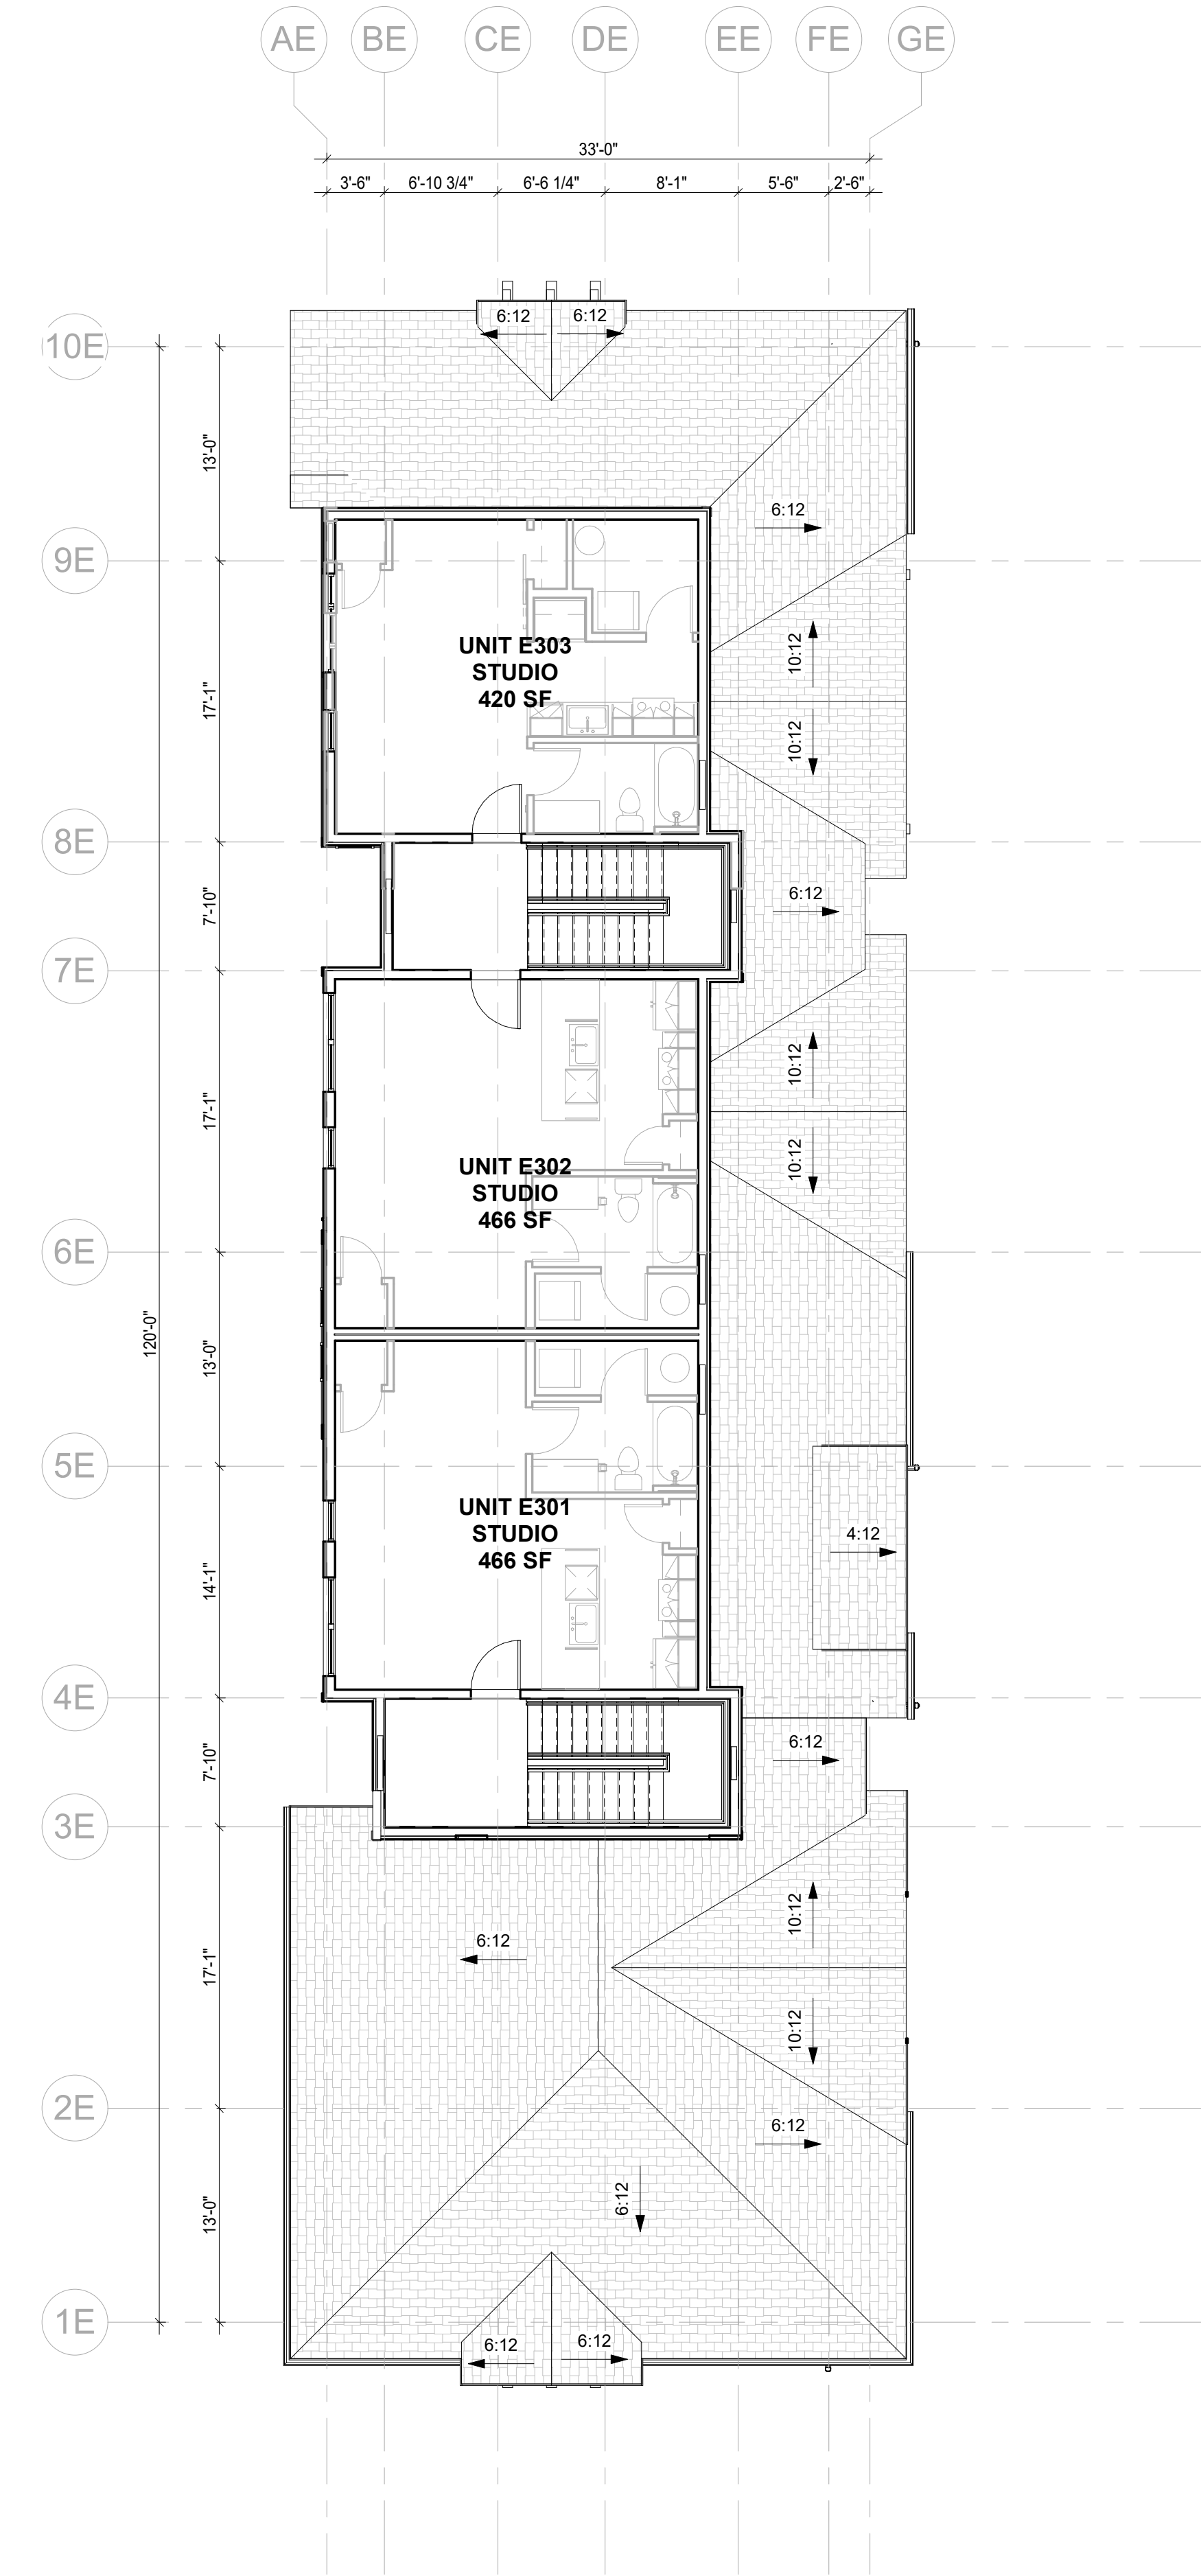 AE BE CE DE EE FE GE
33'-0"
3'-6" 6'-10 3/4" 6'-6 1/4" 8'-1" 5'-6" 2'-6"
6:12 6:12
10E
13'-0"
6:12
9E
10:12
UNIT E303
STUDIO
420 SF
17'-1"
10:12
8E
7'-10"
6:12
7E
10:12
17'-1"
10:12
UNIT E302
STUDIO
466 SF
6E
120'-0"
13'-0"
5E
UNIT E301
STUDIO
466 SF
4:12
14'-1"
4E
7'-10"
6:12
3E
10:12
6:12
17'-1"
10:12
2E
6:12
6:12
13'-0"
1E
6:12 6:12